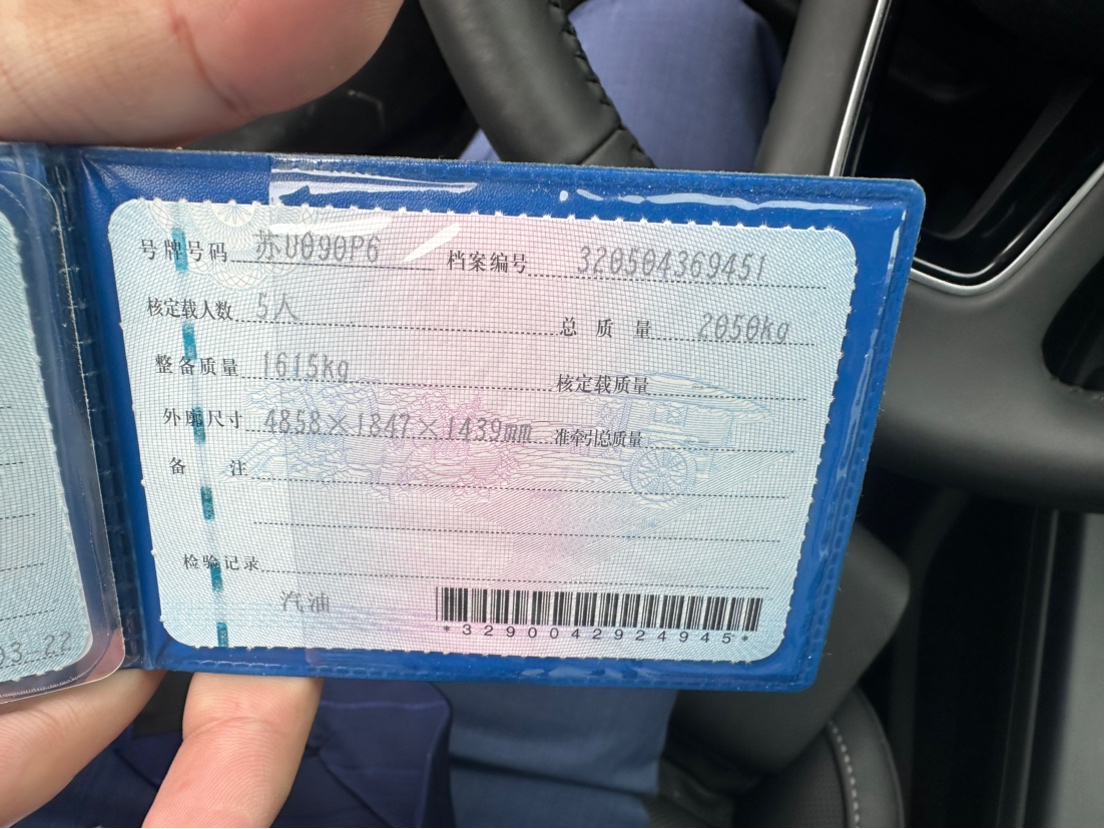 号牌号码 苏U090P6 档案编号 320504369451
核定载人数 5人 总质量 2050kg
整备质量 1615kg 核定载质量
外廓尺寸 4858×1847×1439mm 准牵引总质量
备注
检验记录
汽油
*3290042924945*
03-22